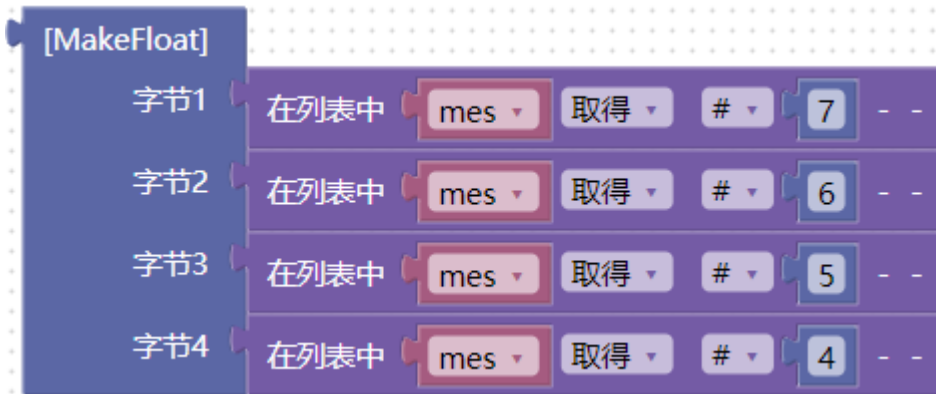 [MakeFloat]
字节1 在列表中 mes 取得 # 7 - -
字节2 在列表中 mes 取得 # 6 - -
字节3 在列表中 mes 取得 # 5 - -
字节4 在列表中 mes 取得 # 4 - -